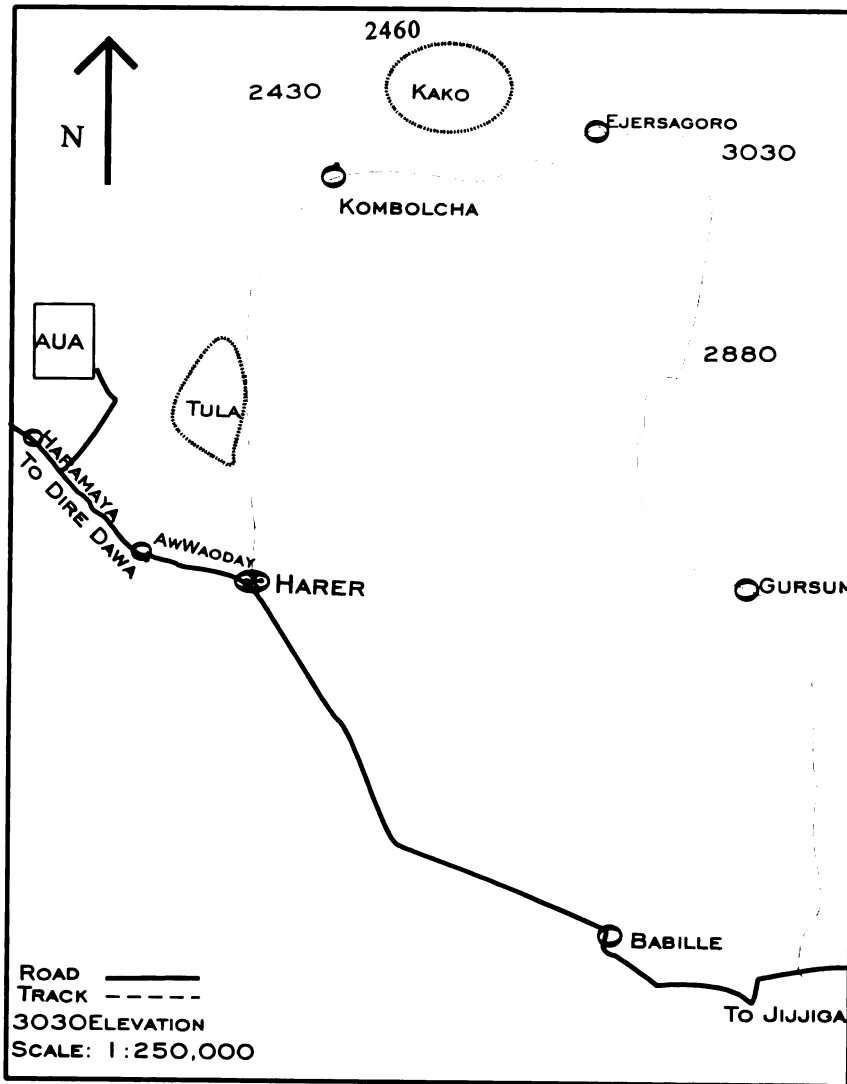 2460
2430
KAKO
EJERSAGORO
N
3030
KOMBOLCHA
AUA
2880
TULA
HARAMAYA
TO DIRE DAWA
AWWAODAY
HARER
GURSUM
BABILLE
ROAD
TRACK
3030ELEVATION
SCALE: 1:250,000
TO JIJJIGA